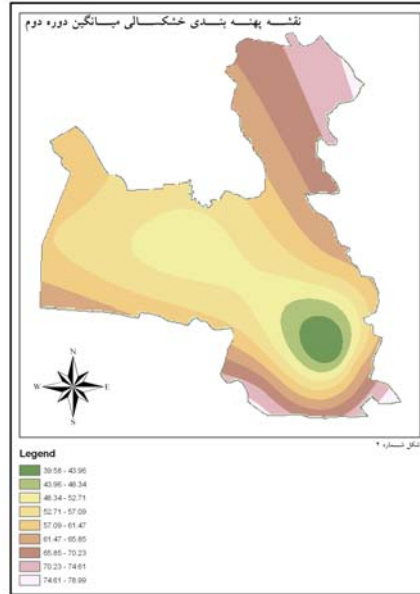 نقشه پهنه بندی خشکسالی میانگین دوره دوم
N
W E
S
شکل شماره ۲
Legend
39.58 - 43.96
43.96 - 48.34
48.34 - 52.71
52.71 - 57.09
57.09 - 61.47
61.47 - 65.85
65.85 - 70.23
70.23 - 74.61
74.61 - 78.99